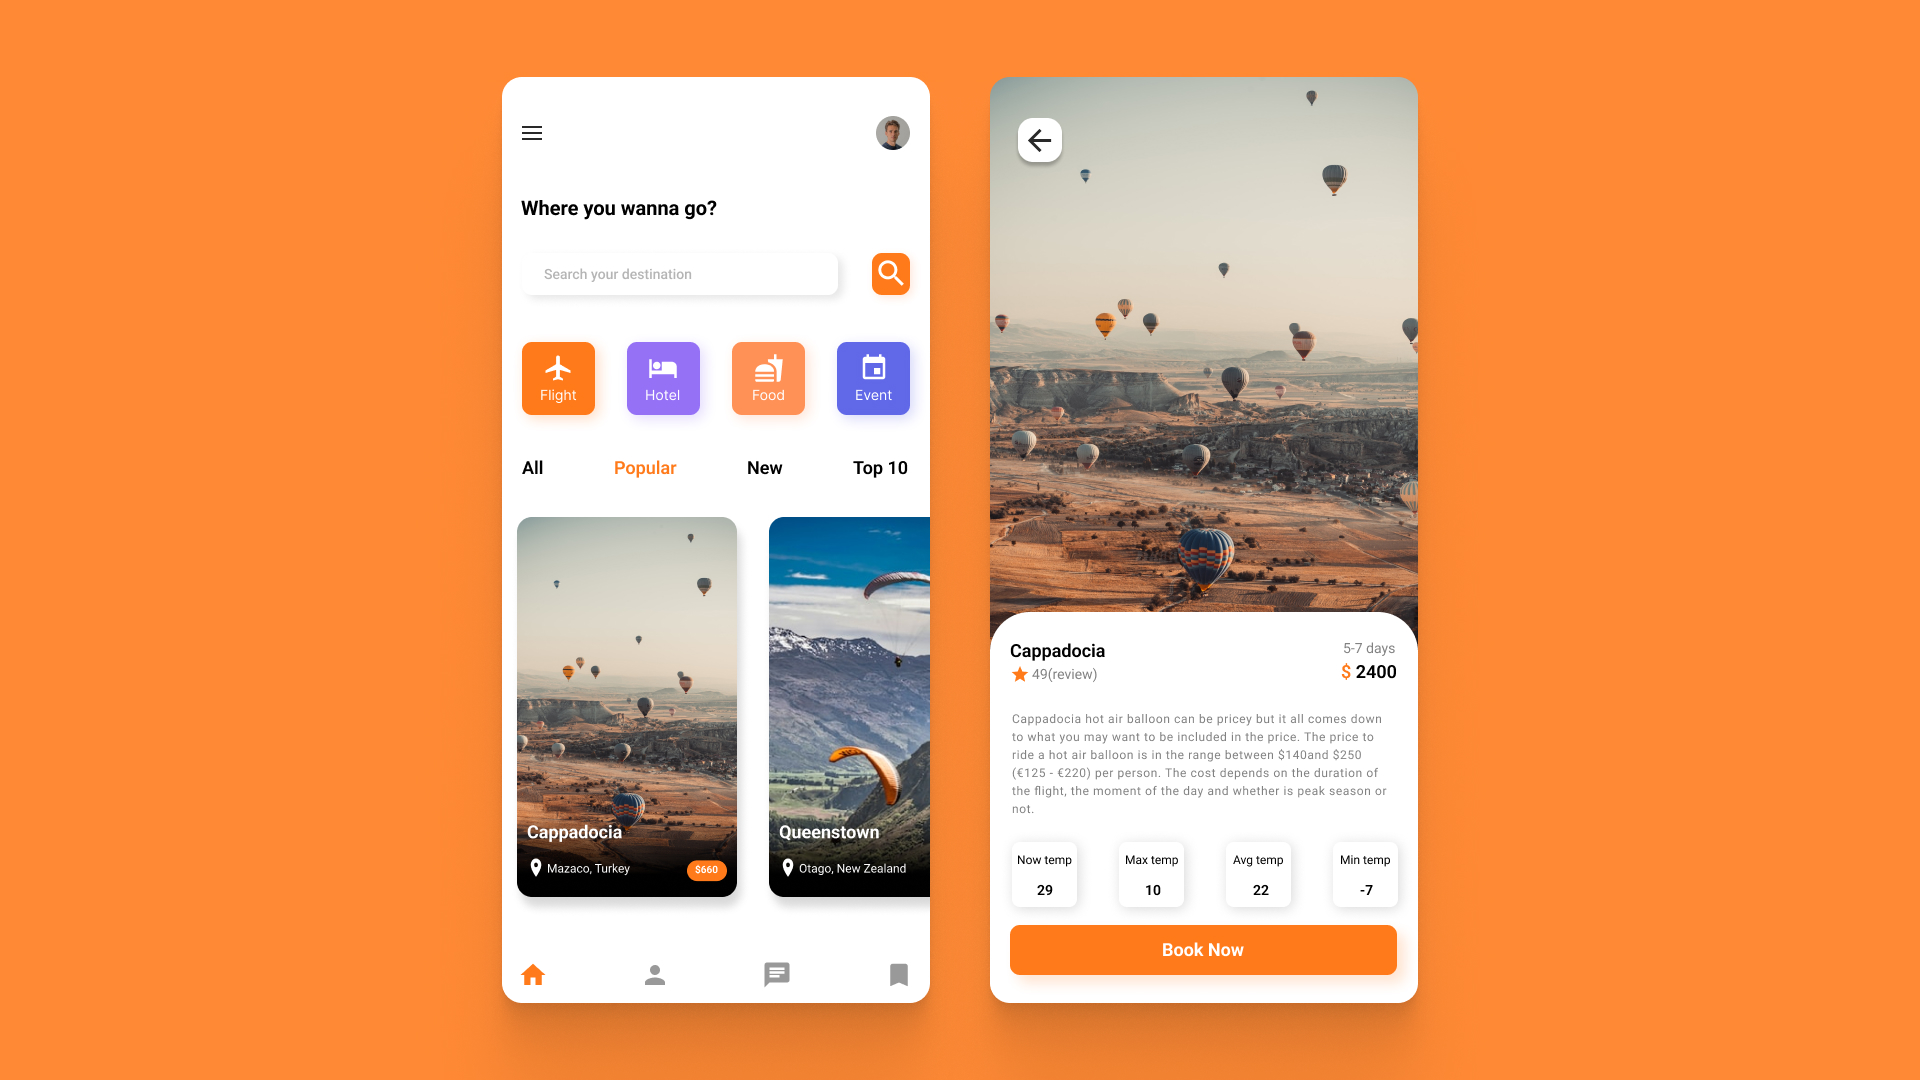 Where you wanna go?
Search your destination
Flight
Hotel
Food
Event
All
Popular
New
Top 10
Cappadocia
Mazaco, Turkey
$660
Queenstown
Otago, New Zealand
Cappadocia
49(review)
5-7 days
$ 2400
Cappadocia hot air balloon can be pricey but it all comes down
to what you may want to be included in the price. The price to
ride a hot air balloon is in the range between $140and $250
(€125 - €220) per person. The cost depends on the duration of
the flight, the moment of the day and whether is peak season or
not.
Now temp
29
Max temp
10
Avg temp
22
Min temp
-7
Book Now